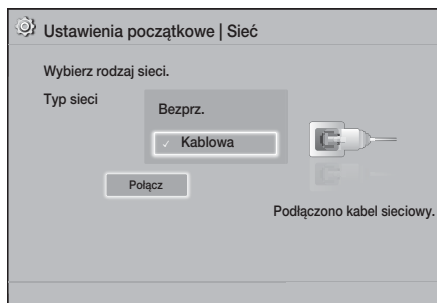 Ustawienia początkowe | Sieć
Wybierz rodzaj sieci.
Typ sieci
Bezprz.
✓ Kablowa
Połącz
Podłączono kabel sieciowy.